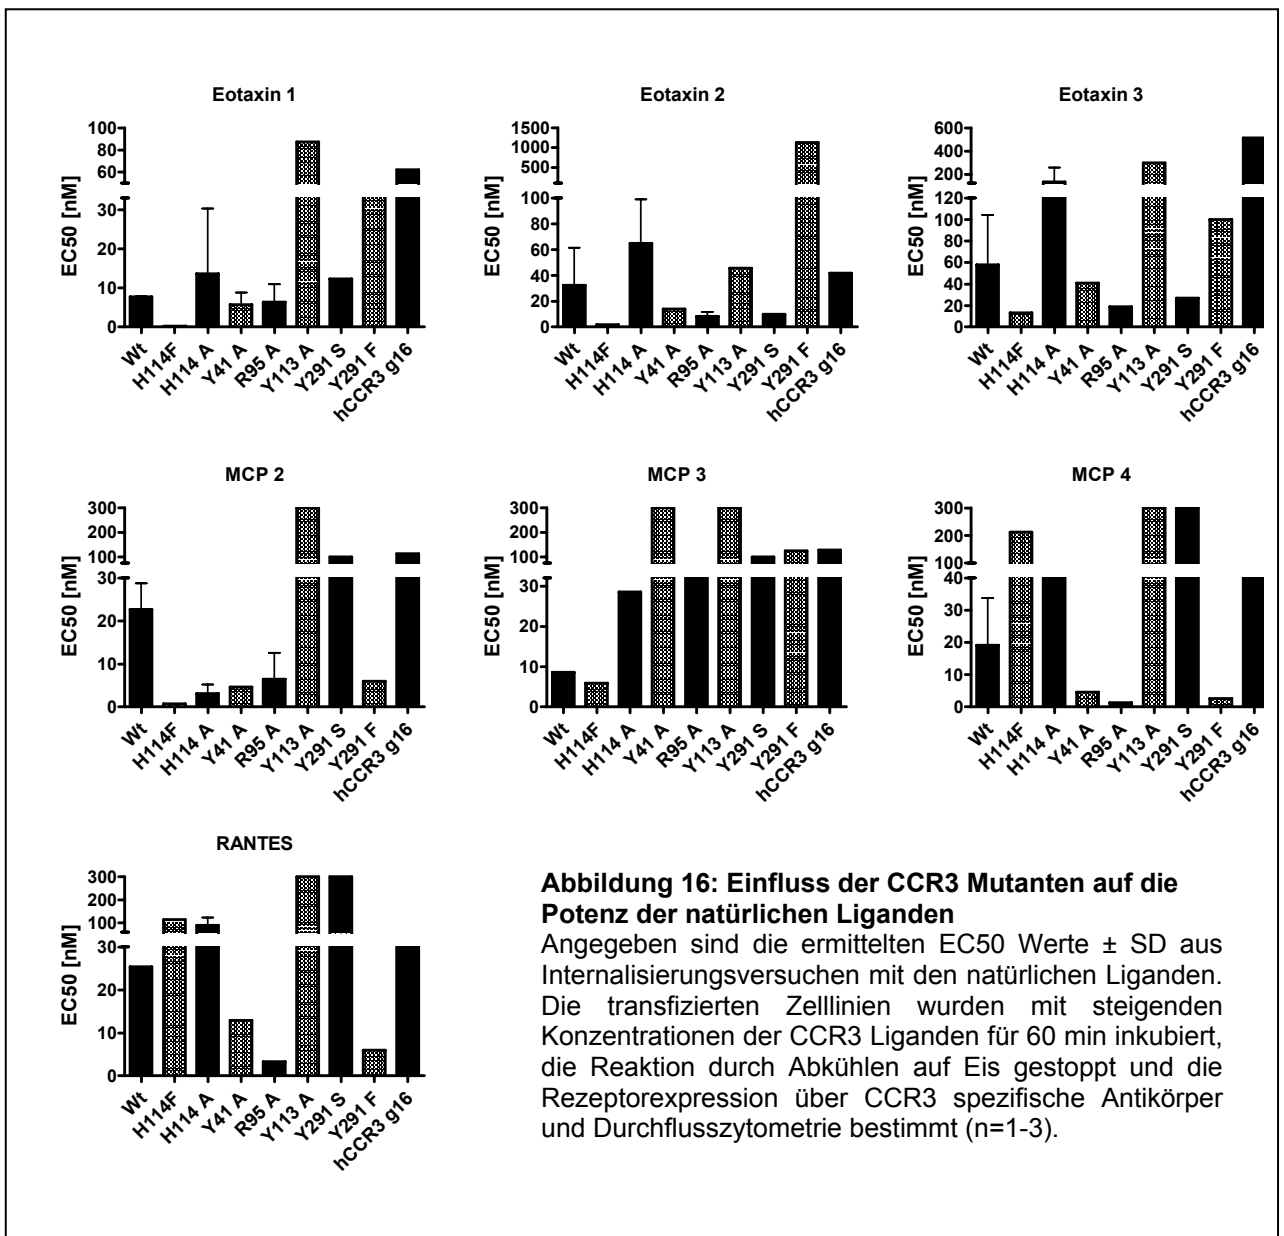 Eotaxin 1
EC50 [nM]
100
80
60
30
20
10
0
Wt
H114F
H114 A
Y41 A
R95 A
Y113 A
Y291 S
Y291 F
hCCR3 g16
Eotaxin 2
EC50 [nM]
1500
1000
500
100
80
60
40
20
0
Wt
H114F
H114 A
Y41 A
R95 A
Y113 A
Y291 S
Y291 F
hCCR3 g16
Eotaxin 3
EC50 [nM]
600
400
200
120
100
80
60
40
20
0
Wt
H114F
H114 A
Y41 A
R95 A
Y113 A
Y291 S
Y291 F
hCCR3 g16
MCP 2
EC50 [nM]
300
200
100
30
20
10
0
Wt
H114F
H114 A
Y41 A
R95 A
Y113 A
Y291 S
Y291 F
hCCR3 g16
MCP 3
EC50 [nM]
300
200
100
30
20
10
0
Wt
H114F
H114 A
Y41 A
R95 A
Y113 A
Y291 S
Y291 F
hCCR3 g16
MCP 4
EC50 [nM]
300
200
100
40
30
20
10
0
Wt
H114F
H114 A
Y41 A
R95 A
Y113 A
Y291 S
Y291 F
hCCR3 g16
RANTES
EC50 [nM]
300
200
100
30
20
10
0
Wt
H114F
H114 A
Y41 A
R95 A
Y113 A
Y291 S
Y291 F
hCCR3 g16
Abbildung 16: Einfluss der CCR3 Mutanten auf die
Potenz der natürlichen Liganden
Angegeben sind die ermittelten EC50 Werte ± SD aus
Internalisierungsversuchen mit den natürlichen Liganden.
Die transfizierten Zelllinien wurden mit steigenden
Konzentrationen der CCR3 Liganden für 60 min inkubiert,
die Reaktion durch Abkühlen auf Eis gestoppt und die
Rezeptorexpression über CCR3 spezifische Antikörper
und Durchflusszytometrie bestimmt (n=1-3).